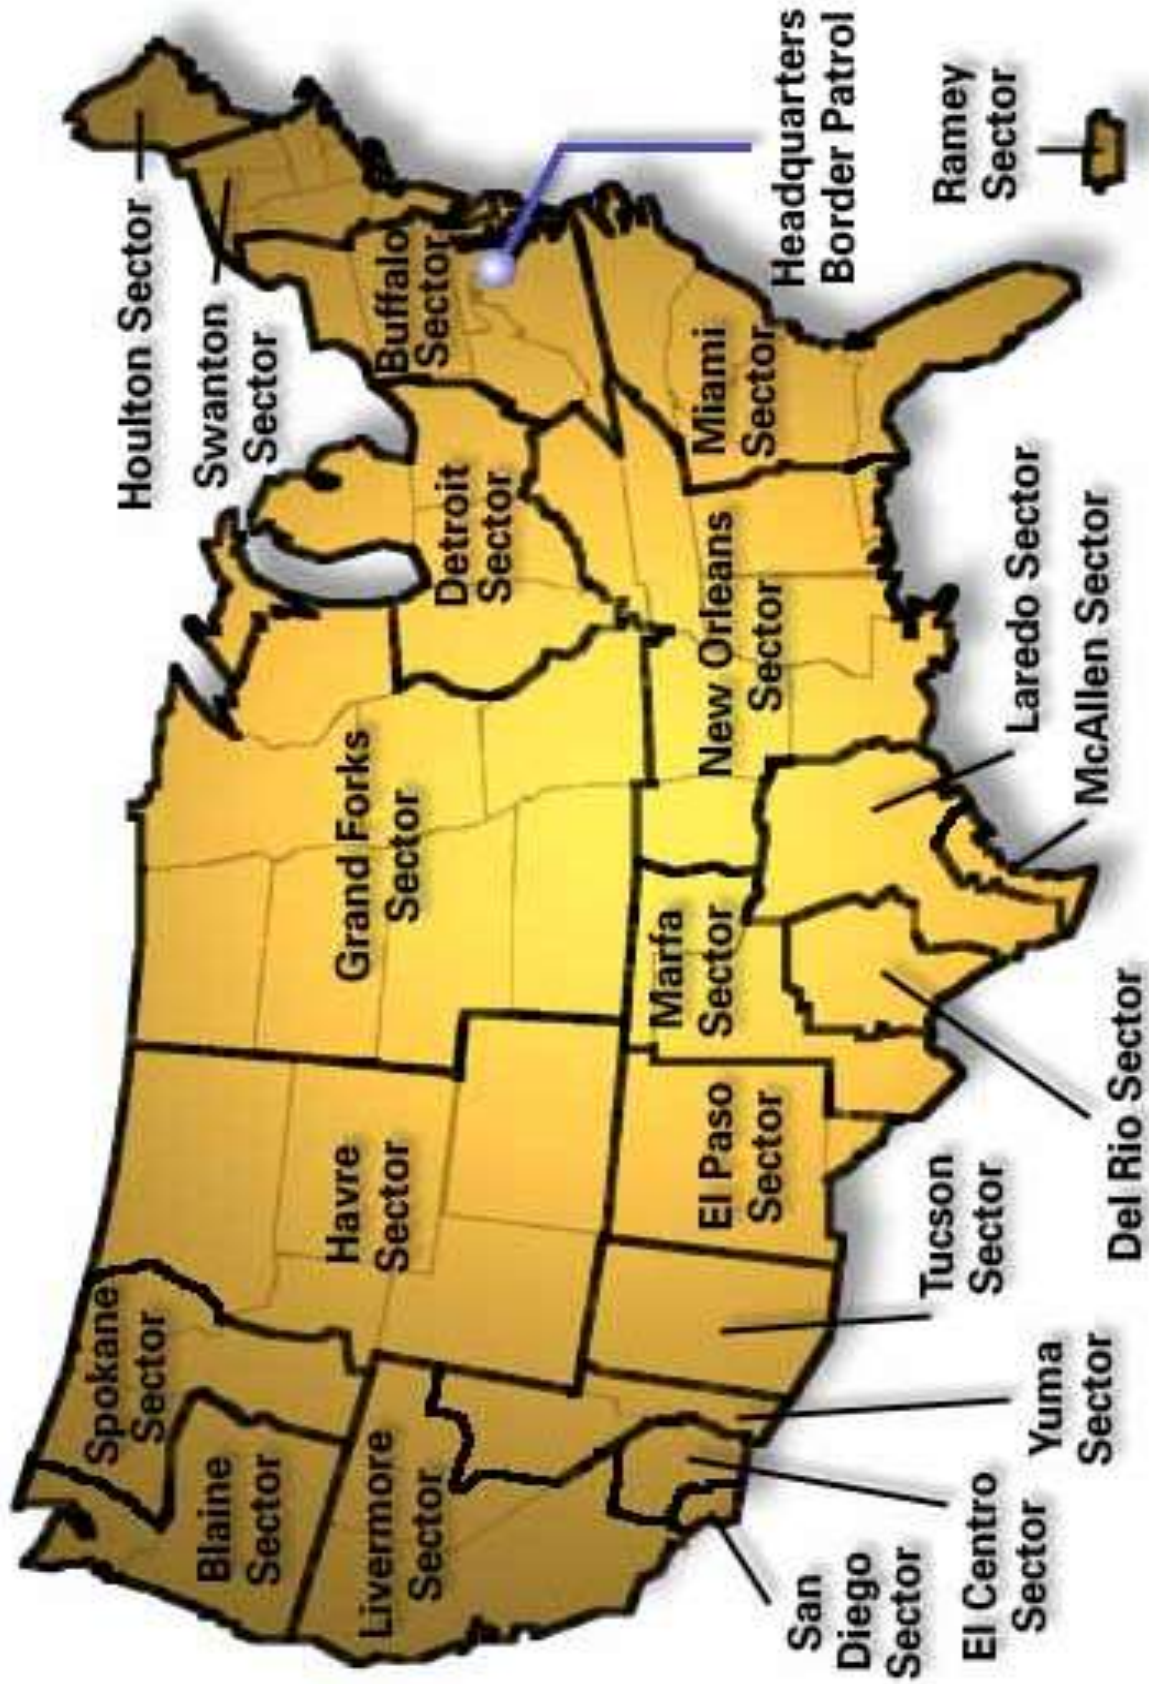 Houlton Sector
Swanton
Sector
Buffalo
Sector
Detroit
Sector
Grand Forks
Sector
Havre
Sector
Spokane
Sector
Blaine
Sector
Livermore
Sector
San
Diego
Sector
El Centro
Sector
Yuma
Sector
Tucson
Sector
El Paso
Sector
Marfa
Sector
Del Rio Sector
New Orleans
Sector
Laredo Sector
McAllen Sector
Miami
Sector
Headquarters
Border Patrol
Ramey
Sector